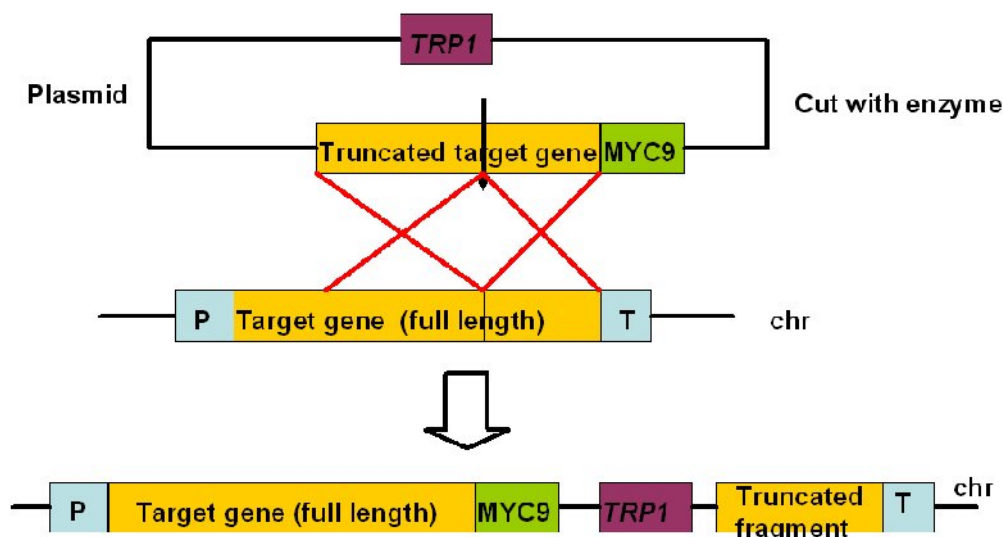 TRP1
Plasmid
Cut with enzyme
Truncated target gene
MYC9
P
Target gene (full length)
T
chr
P
Target gene (full length)
MYC9
TRP1
Truncated
fragment
T
chr